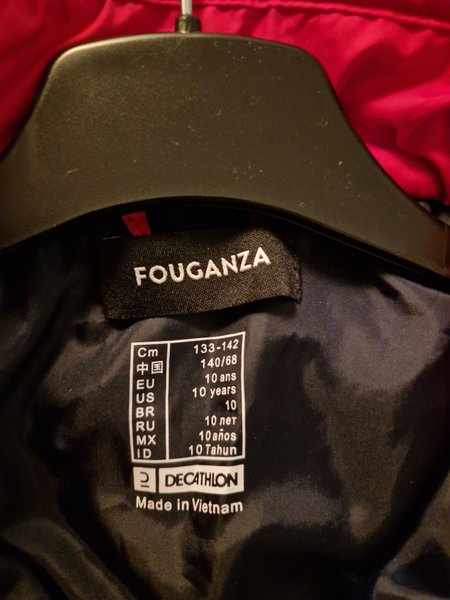 FOUGANZA
Cm 133-142
中国 140/68
EU 10 ans
US 10 years
BR 10
RU 10 лет
MX 10 años
ID 10 Tahun
DECATHLON
Made in Vietnam